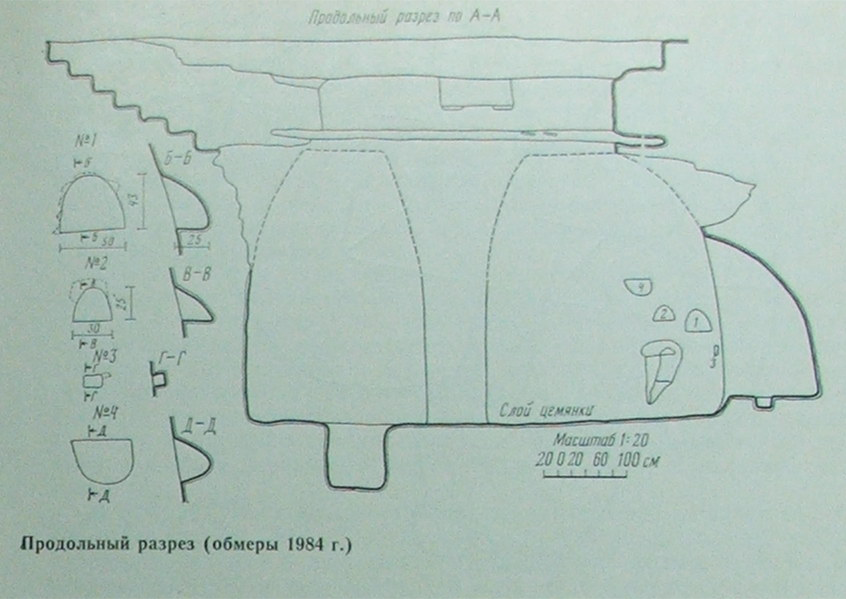 Продольный разрез по А-А
№1
Б
Б-Б
43
Б
50
25
№2
В
В-В
25
30
В
№3
Г
Г-Г
Г
№4
Д
Д-Д
Д
4
2
1
3
Слой цемянки
Масштаб 1:20
20 0 20 60 100 см
Продольный разрез (обмеры 1984 г.)